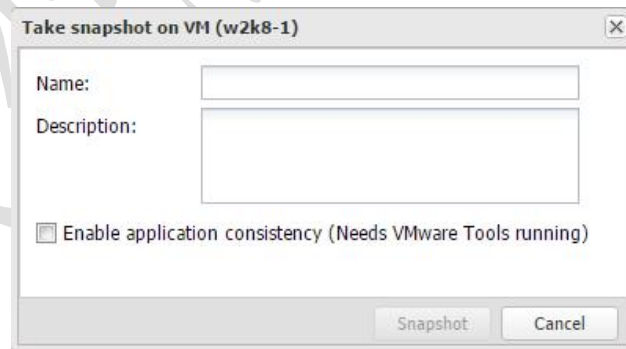 Take snapshot on VM (w2k8-1)
Name:
Description:
Enable application consistency (Needs VMware Tools running)
Snapshot Cancel